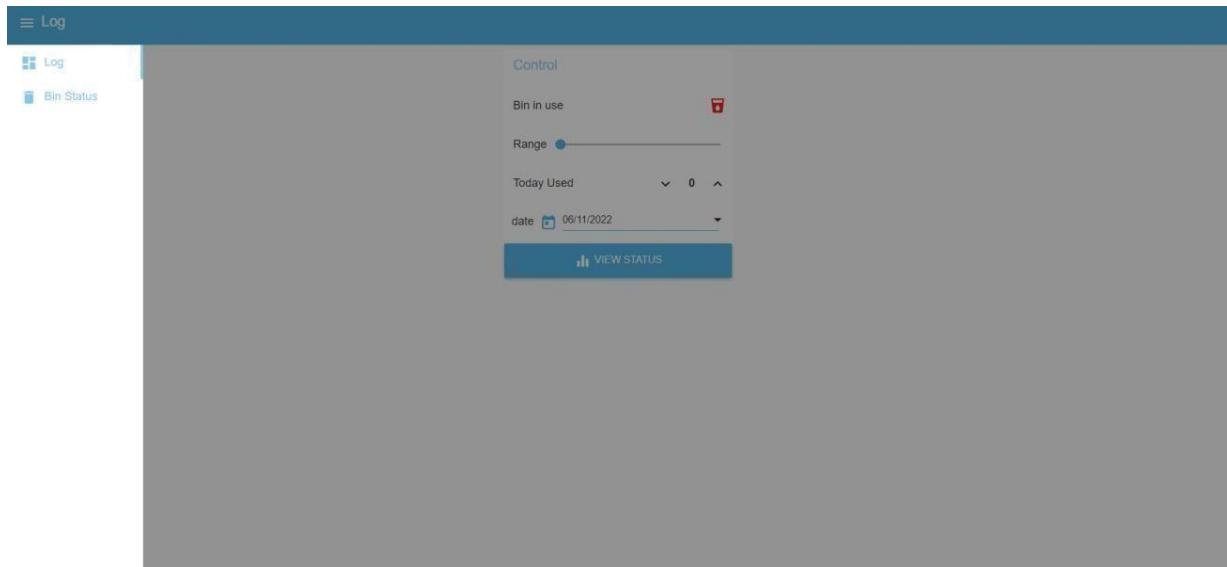 Log
Log
Bin Status
Control
Bin in use
Range
Today Used 0
date 06/11/2022
VIEW STATUS